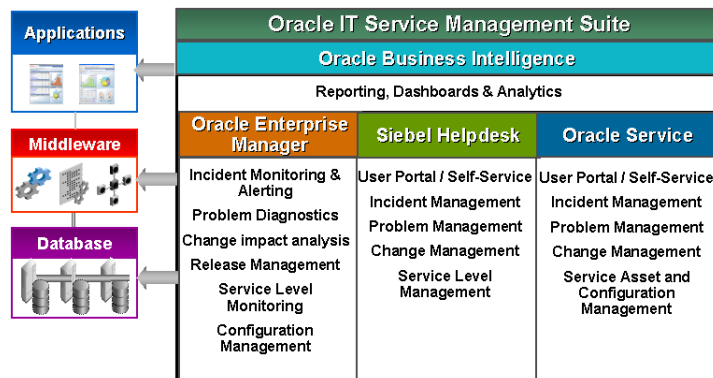 Applications
Middleware
Database
Oracle IT Service Management Suite
Oracle Business Intelligence
Reporting, Dashboards & Analytics
Oracle Enterprise
Manager
Incident Monitoring &
Alerting
Problem Diagnostics
Change impact analysis
Release Management
Service Level
Monitoring
Configuration
Management
Siebel Helpdesk
User Portal / Self-Service
Incident Management
Problem Management
Change Management
Service Level
Management
Oracle Service
User Portal / Self-Service
Incident Management
Problem Management
Change Management
Service Asset and
Configuration
Management